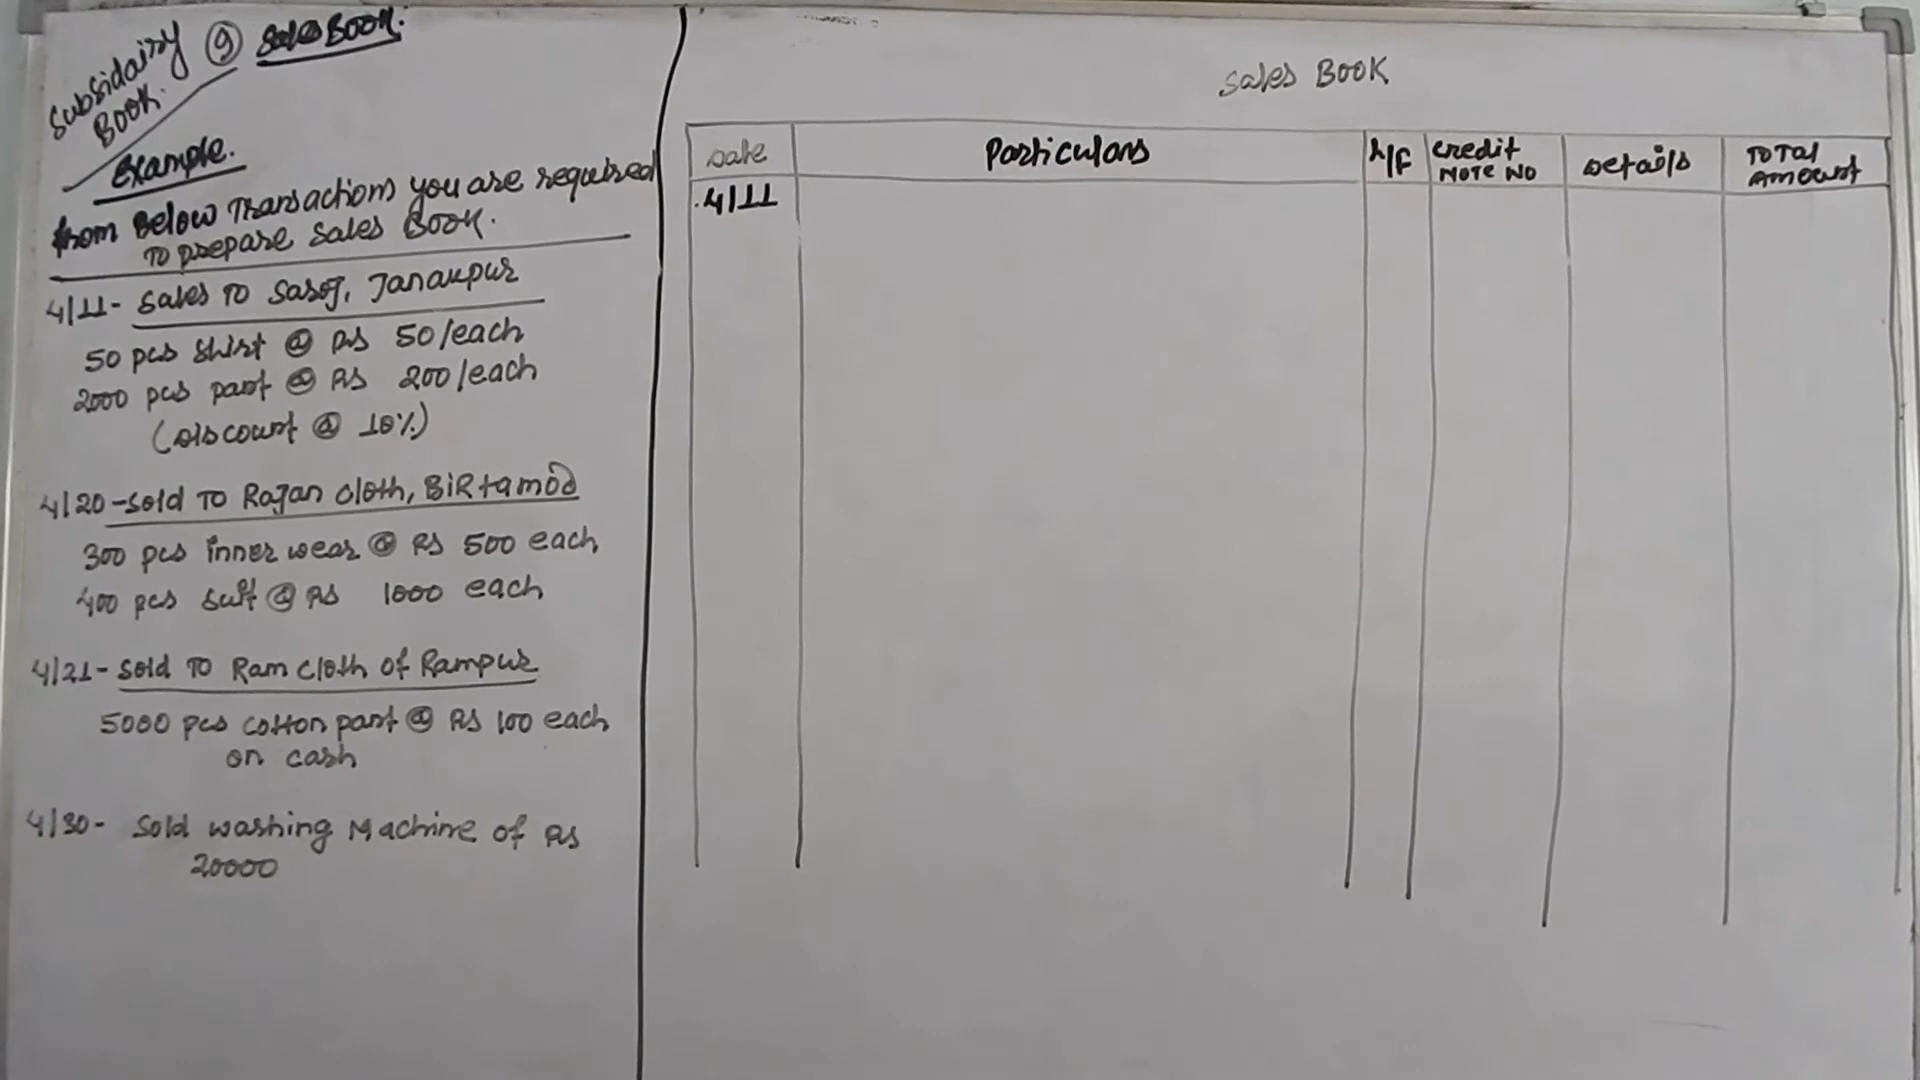 Subsidairy
BOOK.
9
Sales BOOK.
Example.
from Below Transactions you are required
TO prepare Sales BOOK.
4/11- Sales TO Saroj, Janakpur
50 pcs Shirt @ Rs 50/each
2000 pcs pant @ Rs 200/each
(Discount @ 10%)
4/20-Sold TO Rajan Cloth, BiRtamod
300 pcs inner wear @ Rs 500 each
400 pcs Suit @ Rs 1000 each
4/21- Sold TO Ram Cloth of Rampur
5000 pcs cotton pant @ Rs 100 each
on cash
4/30- Sold washing Machine of Rs
20000
Sales BOOK
Date Particulars L/F Credit Note NO Details Total Amount
4/11